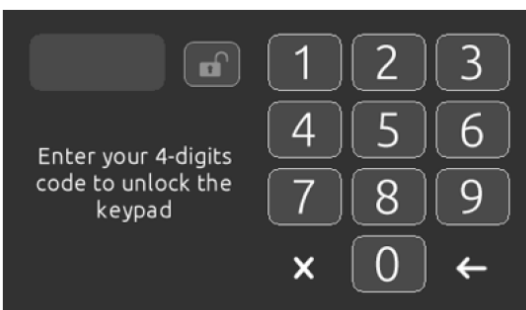 1 2 3
4 5 6
Enter your 4-digits
code to unlock the
keypad
7 8 9
× 0 ←